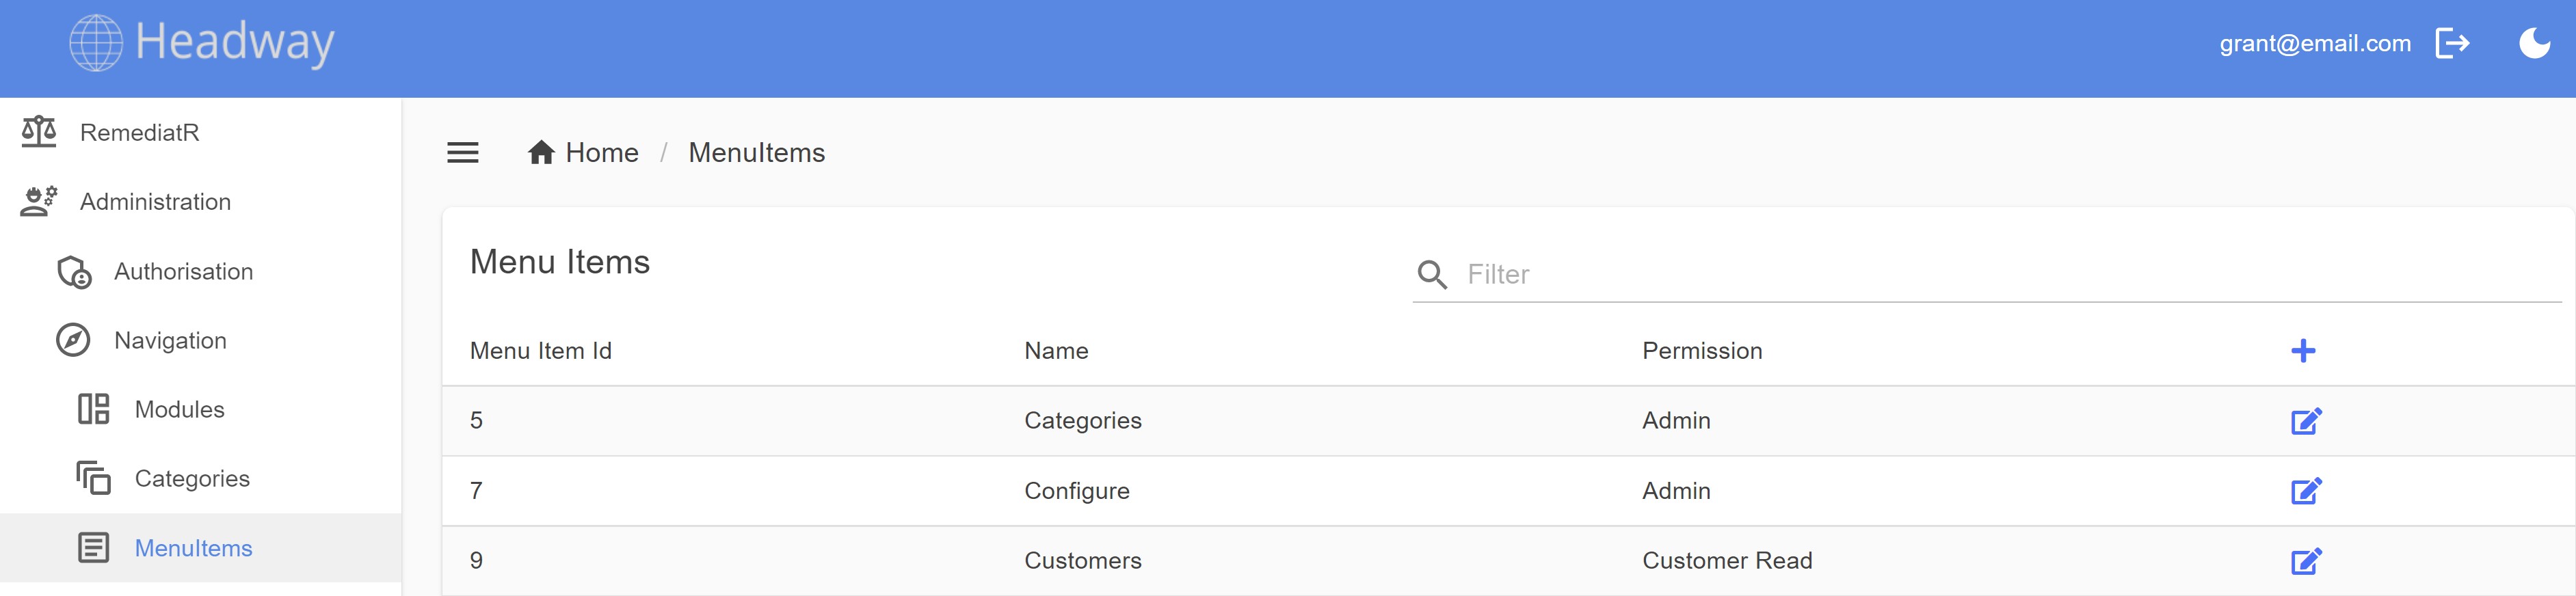 Headway
grant@email.com
RemediatR
Administration
Authorisation
Navigation
Modules
Categories
MenuItems
Home / MenuItems
Menu Items
Filter
Menu Item Id Name Permission
5 Categories Admin
7 Configure Admin
9 Customers Customer Read